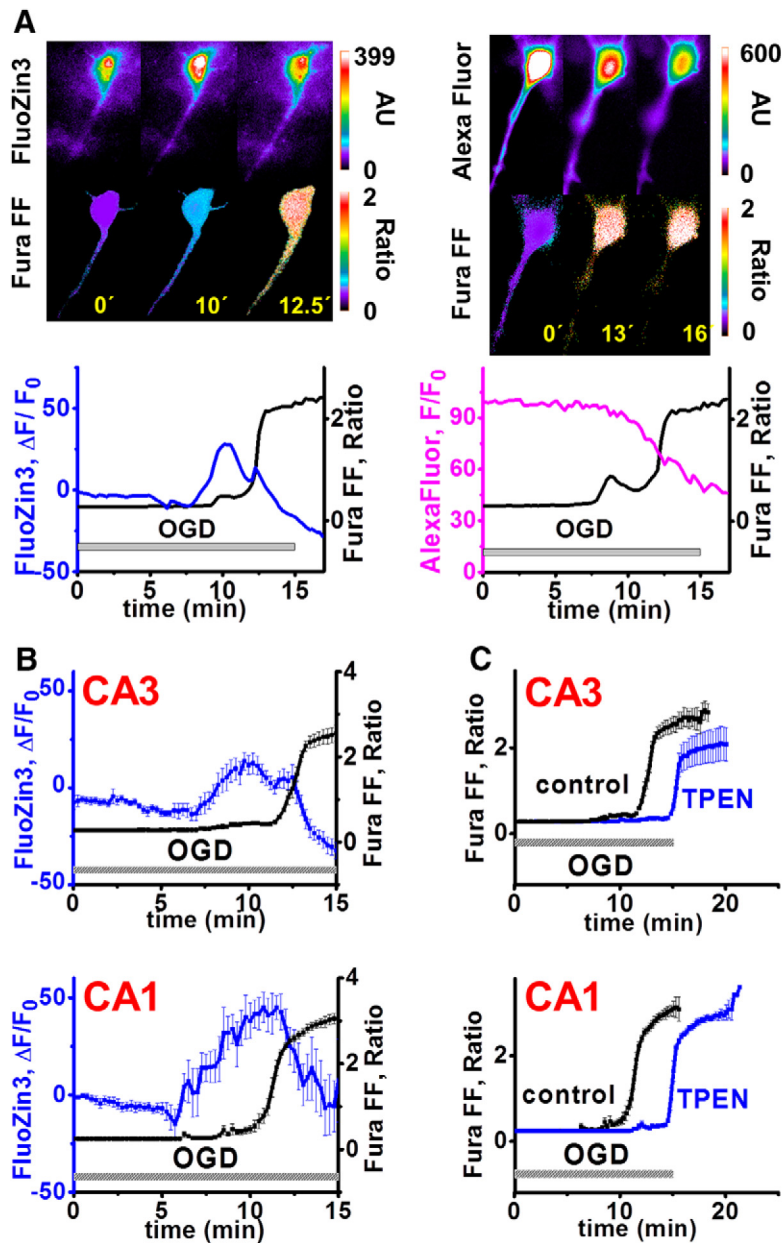 A
FluoZin3
399
AU
0
Fura FF
2
Ratio
0
0´ 10´ 12.5´
Alexa Fluor
600
AU
0
Fura FF
2
Ratio
0
0´ 13´ 16
FluoZin3, ΔF/ F0
50
0
-50
OGD
0 5 10 15
time (min)
2
0
Fura FF, Ratio
AlexaFluor, F/F0
90
60
30
0
OGD
0 5 10 15
time (min)
2
0
Fura FF, Ratio
B
CA3
FluoZin3, ΔF/F0
50
0
-50
OGD
0 5 10 15
time (min)
4
2
0
Fura FF, Ratio
CA1
FluoZin3, ΔF/F0
50
0
-50
OGD
0 5 10 15
time (min)
4
2
0
Fura FF, Ratio
C
CA3
Fura FF, Ratio
2
0
control
TPEN
OGD
0 10 20
time (min)
CA1
Fura FF, Ratio
2
0
control
TPEN
OGD
0 10 20
time (min)